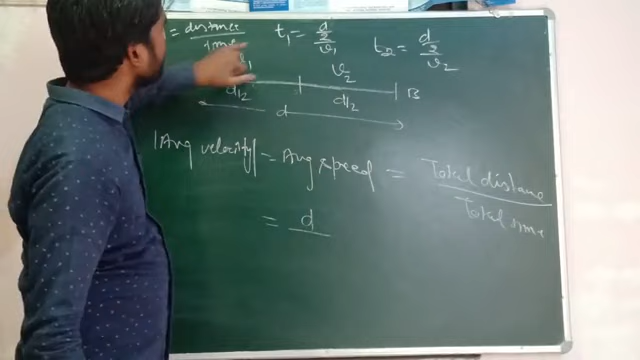 = distance / time t₁ = d/2 / v₁ t₂ = d/2 / v₂
v₁ v₂
d/2 d/2 B
d
|Avg velocity| = Avg speed = Total distane / Total time
= d